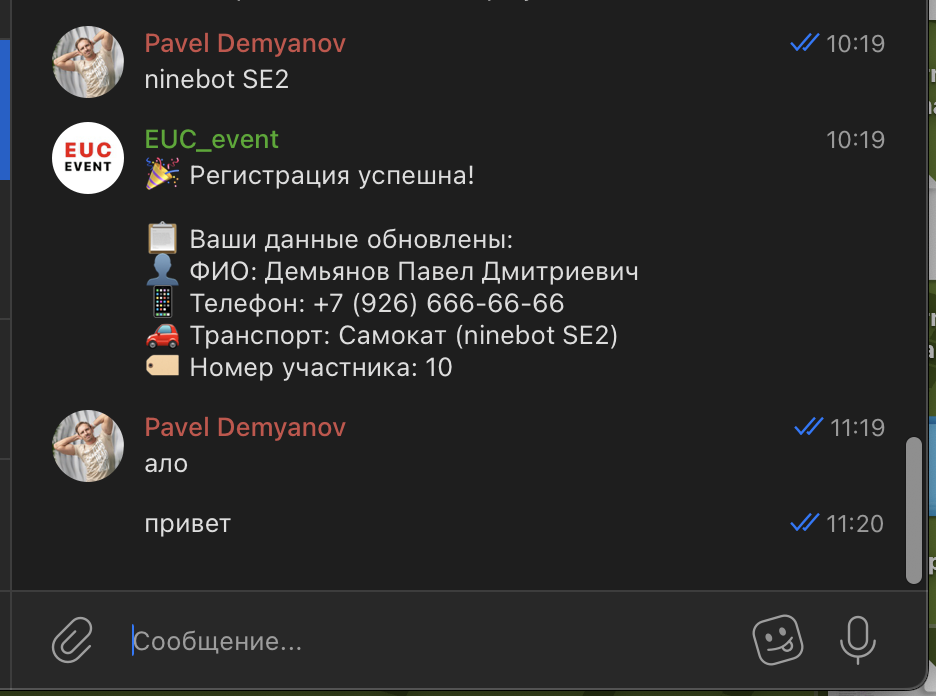 Pavel Demyanov
10:19
ninebot SE2
EUC
EVENT
EUC_event
10:19
🎉 Регистрация успешна!
📋 Ваши данные обновлены:
👤 ФИО: Демьянов Павел Дмитриевич
📱 Телефон: +7 (926) 666-66-66
🚗 Транспорт: Самокат (ninebot SE2)
🏷️ Номер участника: 10
Pavel Demyanov
11:19
ало
привет
11:20
Сообщение...